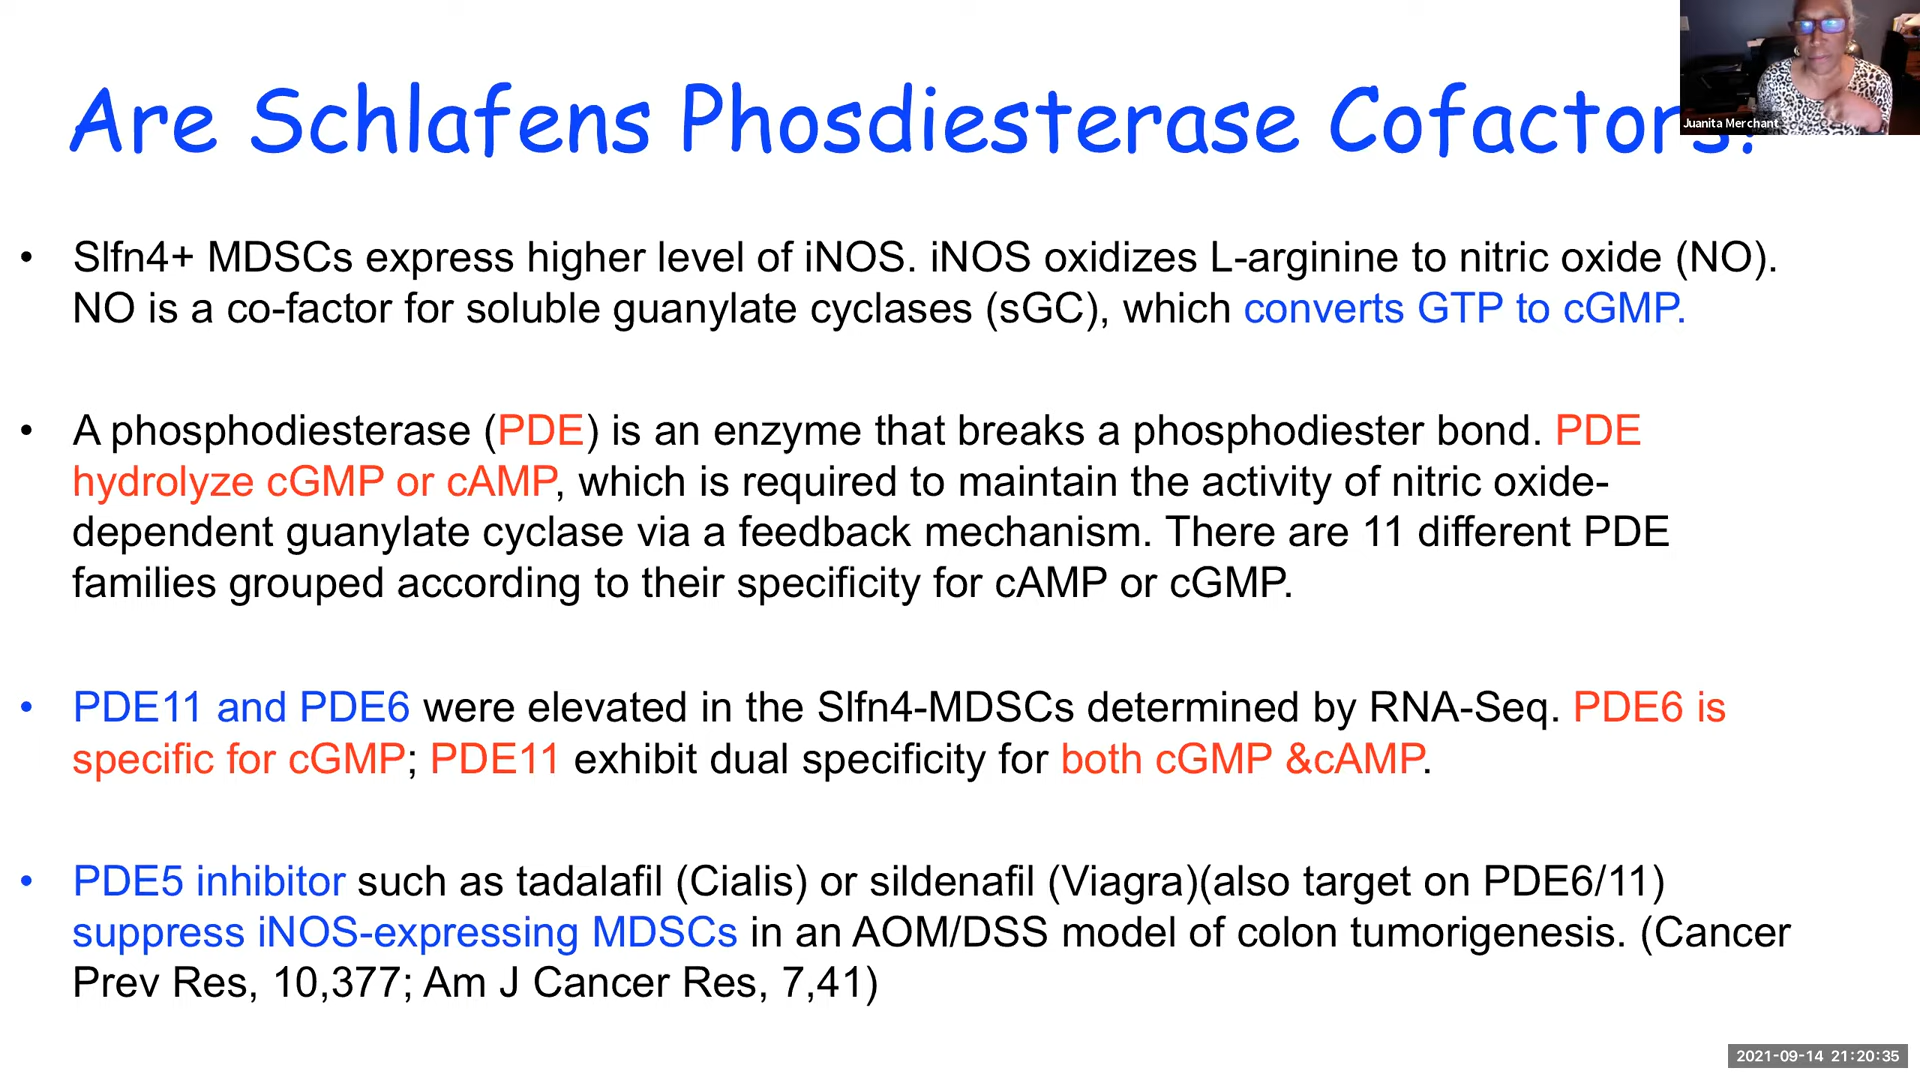 Are Schlafens Phosdiesterase Cofactors?
Juanita Merchant
• Slfn4+ MDSCs express higher level of iNOS. iNOS oxidizes L-arginine to nitric oxide (NO).
NO is a co-factor for soluble guanylate cyclases (sGC), which converts GTP to cGMP.
• A phosphodiesterase (PDE) is an enzyme that breaks a phosphodiester bond. PDE
hydrolyze cGMP or cAMP, which is required to maintain the activity of nitric oxide-
dependent guanylate cyclase via a feedback mechanism. There are 11 different PDE
families grouped according to their specificity for cAMP or cGMP.
• PDE11 and PDE6 were elevated in the Slfn4-MDSCs determined by RNA-Seq. PDE6 is
specific for cGMP; PDE11 exhibit dual specificity for both cGMP &cAMP.
• PDE5 inhibitor such as tadalafil (Cialis) or sildenafil (Viagra)(also target on PDE6/11)
suppress iNOS-expressing MDSCs in an AOM/DSS model of colon tumorigenesis. (Cancer
Prev Res, 10,377; Am J Cancer Res, 7,41)
2021-09-14 21:20:35